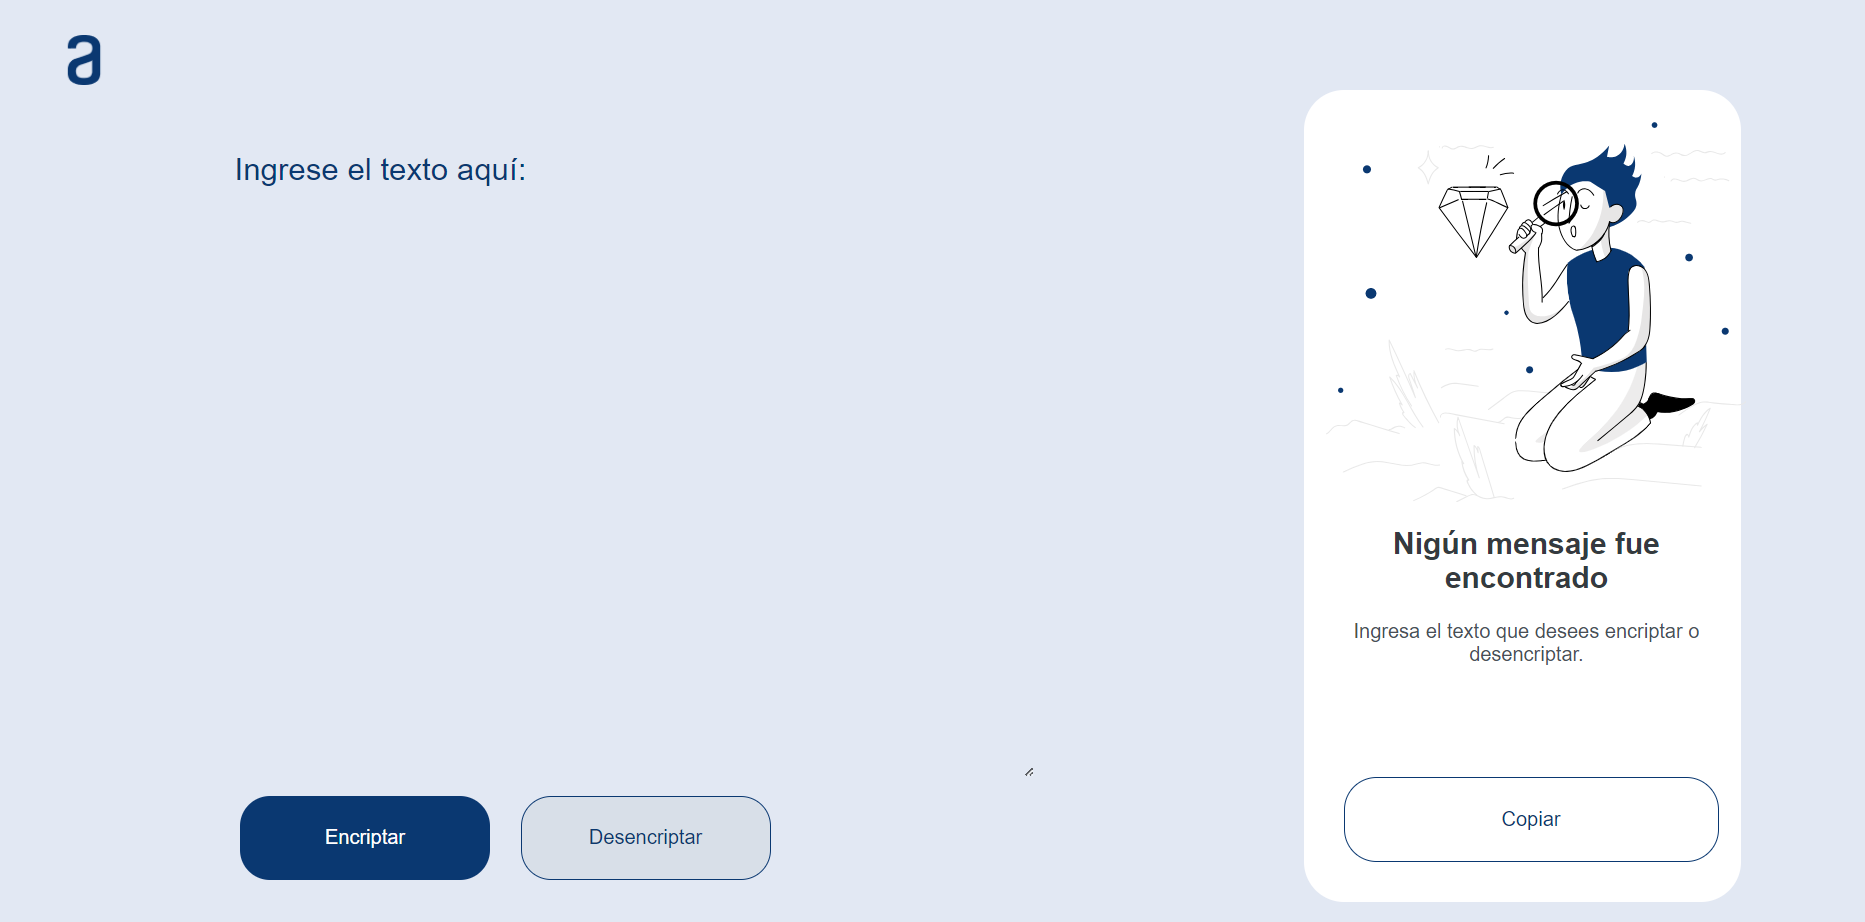 a
Ingrese el texto aquí:
Nigún mensaje fue
encontrado
Ingresa el texto que desees encriptar o
desencriptar.
Encriptar
Desencriptar
Copiar